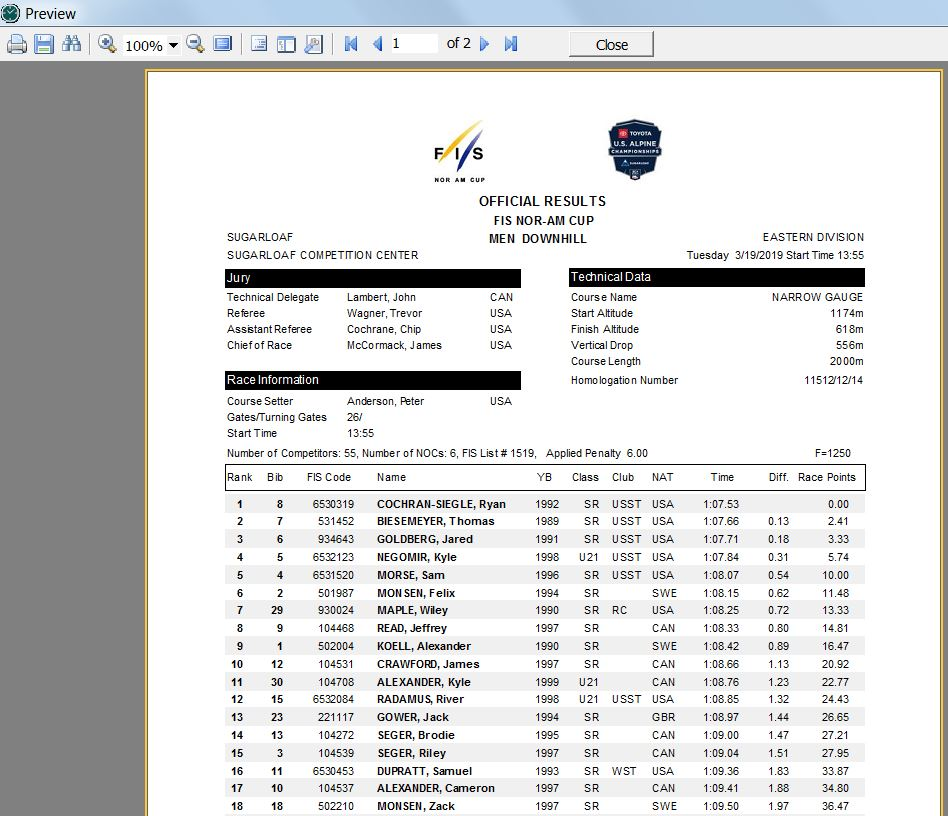 Preview
100% 1 of 2 Close
FIS
NOR AM CUP
TOYOTA
U.S. ALPINE
CHAMPIONSHIPS
SUGARLOAF
OFFICIAL RESULTS
FIS NOR-AM CUP
SUGARLOAF MEN DOWNHILL EASTERN DIVISION
SUGARLOAF COMPETITION CENTER Tuesday 3/19/2019 Start Time 13:55
Jury Technical Data
Technical Delegate Lambert, John CAN Course Name NARROW GAUGE
Referee Wagner, Trevor USA Start Altitude 1174m
Assistant Referee Cochrane, Chip USA Finish Altitude 618m
Chief of Race McCormack, James USA Vertical Drop 556m
Course Length 2000m
Race Information Homologation Number 11512/12/14
Course Setter Anderson, Peter USA
Gates/Turning Gates 26/
Start Time 13:55
Number of Competitors: 55, Number of NOCs: 6, FIS List # 1519, Applied Penalty 6.00 F=1250
Rank Bib FIS Code Name YB Class Club NAT Time Diff. Race Points
1 8 6530319 COCHRAN-SIEGLE, Ryan 1992 SR USST USA 1:07.53 0.00
2 7 531452 BIESEMEYER, Thomas 1989 SR USST USA 1:07.66 0.13 2.41
3 6 934643 GOLDBERG, Jared 1991 SR USST USA 1:07.71 0.18 3.33
4 5 6532123 NEGOMIR, Kyle 1998 U21 USST USA 1:07.84 0.31 5.74
5 4 6531520 MORSE, Sam 1996 SR USST USA 1:08.07 0.54 10.00
6 2 501987 MONSEN, Felix 1994 SR SWE 1:08.15 0.62 11.48
7 29 930024 MAPLE, Wiley 1990 SR RC USA 1:08.25 0.72 13.33
8 9 104468 READ, Jeffrey 1997 SR CAN 1:08.33 0.80 14.81
9 1 502004 KOELL, Alexander 1990 SR SWE 1:08.42 0.89 16.47
10 12 104531 CRAWFORD, James 1997 SR CAN 1:08.66 1.13 20.92
11 30 104708 ALEXANDER, Kyle 1999 U21 CAN 1:08.76 1.23 22.77
12 15 6532084 RADAMUS, River 1998 U21 USST USA 1:08.85 1.32 24.43
13 23 221117 GOWER, Jack 1994 SR GBR 1:08.97 1.44 26.65
14 13 104272 SEGER, Brodie 1995 SR CAN 1:09.00 1.47 27.21
15 3 104539 SEGER, Riley 1997 SR CAN 1:09.04 1.51 27.95
16 11 6530453 DUPRATT, Samuel 1993 SR WST USA 1:09.36 1.83 33.87
17 10 104537 ALEXANDER, Cameron 1997 SR CAN 1:09.41 1.88 34.80
18 18 502210 MONSEN, Zack 1997 SR SWE 1:09.50 1.97 36.47